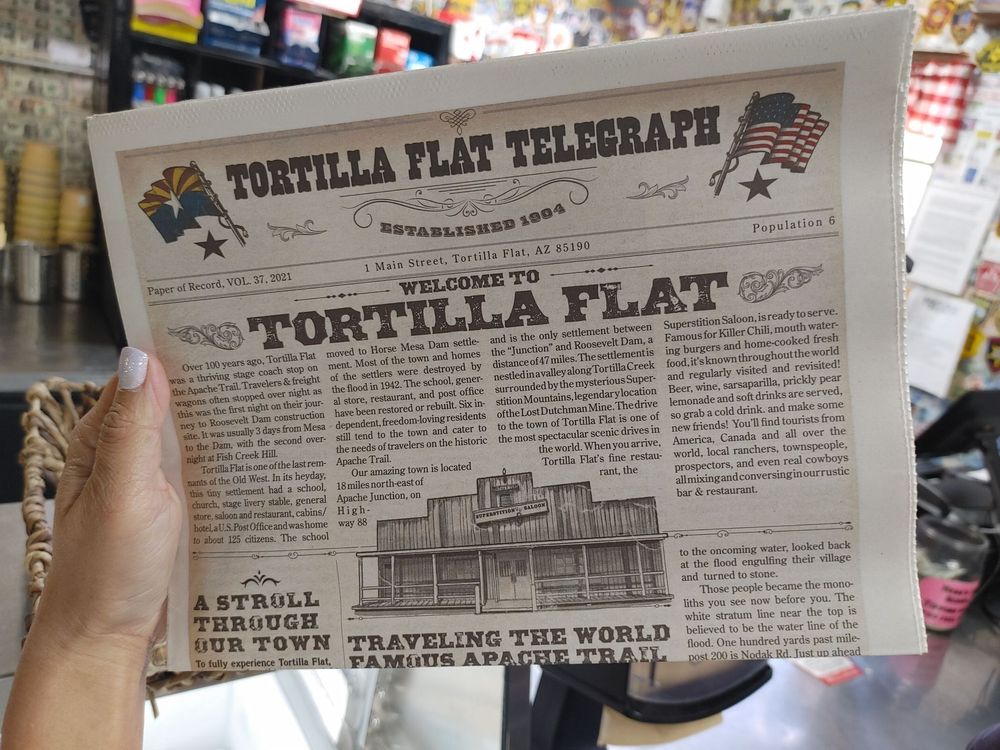 TORTILLA FLAT TELEGRAPH
ESTABLISHED 1904
Paper of Record, VOL. 37, 2021
1 Main Street, Tortilla Flat, AZ 85190
Population 6
WELCOME TO
TORTILLA FLAT
Over 100 years ago, Tortilla Flat
was a thriving stage coach stop on
the Apache Trail. Travelers & freight
wagons often stopped over night as
this was the first night on their jour-
ney to Roosevelt Dam construction
site. It was usually 3 days from Mesa
to the Dam, with the second over-
night at Fish Creek Hill.
Tortilla Flat is one of the last rem-
nants of the Old West. In its heyday,
this tiny settlement had a school,
church, stage livery stable, general
store, saloon and restaurant, cabins/
hotel, a U.S. Post Office and was home
to about 125 citizens. The school
moved to Horse Mesa Dam settle-
ment. Most of the town and homes
of the settlers were destroyed by
the flood in 1942. The school, gener-
al store, restaurant, and post office
have been restored or rebuilt. Six in-
dependent, freedom-loving residents
still tend to the town and cater to
the needs of travelers on the historic
Apache Trail.
Our amazing town is located
18 miles north-east of
Apache Junction, on
High-
way 88
and is the only settlement between
the "Junction" and Roosevelt Dam, a
distance of 47 miles. The settlement is
nestled in a valley along Tortilla Creek
surrounded by the mysterious Super-
stition Mountains, legendary location
of the Lost Dutchman Mine. The drive
to the town of Tortilla Flat is one of
the most spectacular scenic drives in
the world. When you arrive,
Tortilla Flat's fine restau-
rant, the
Superstition Saloon, is ready to serve.
Famous for Killer Chili, mouth water-
ing burgers and home-cooked fresh
food, it's known throughout the world
and regularly visited and revisited!
Beer, wine, sarsaparilla, prickly pear
lemonade and soft drinks are served,
so grab a cold drink. and make some
new friends! You'll find tourists from
America, Canada and all over the
world, local ranchers, townspeople,
prospectors, and even real cowboys
all mixing and conversing in our rustic
bar & restaurant.
SUPERSTITION SALOON
A STROLL
THROUGH
OUR TOWN
To fully experience Tortilla Flat,
TRAVELING THE WORLD
FAMOUS APACHE TRAIL
to the oncoming water, looked back
at the flood engulfing their village
and turned to stone.
Those people became the mono-
liths you see now before you. The
white stratum line near the top is
believed to be the water line of the
flood. One hundred yards past mile-
post 200 is Nodak Rd. Just up ahead